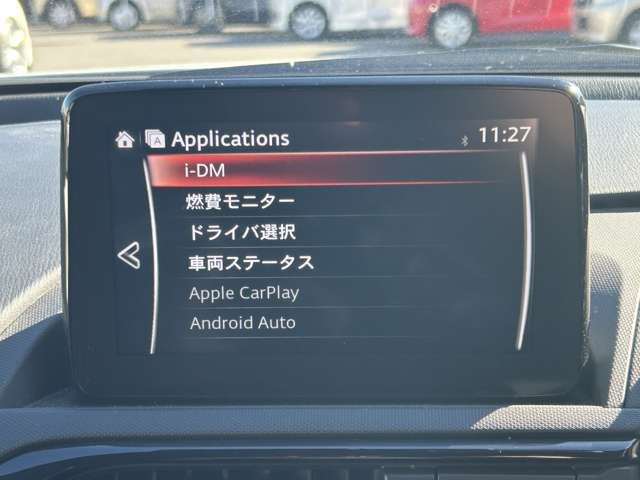 A Applications 11:27
i-DM
燃費モニター
ドライバ選択
車両ステータス
Apple CarPlay
Android Auto